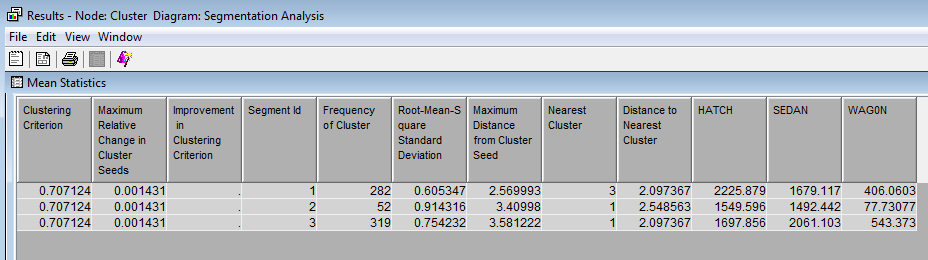 Results - Node: Cluster Diagram: Segmentation Analysis
File Edit View Window
Mean Statistics
Clustering Criterion Maximum Relative Change in Cluster Seeds Improvement in Clustering Criterion Segment Id Frequency of Cluster Root-Mean-Square Standard Deviation Maximum Distance from Cluster Seed Nearest Cluster Distance to Nearest Cluster HATCH SEDAN WAG0N
0.707124 0.001431 . 1 282 0.605347 2.569993 3 2.097367 2225.879 1679.117 406.0603
0.707124 0.001431 . 2 52 0.914316 3.40998 1 2.548563 1549.596 1492.442 77.73077
0.707124 0.001431 . 3 319 0.754232 3.581222 1 2.097367 1697.856 2061.103 543.373